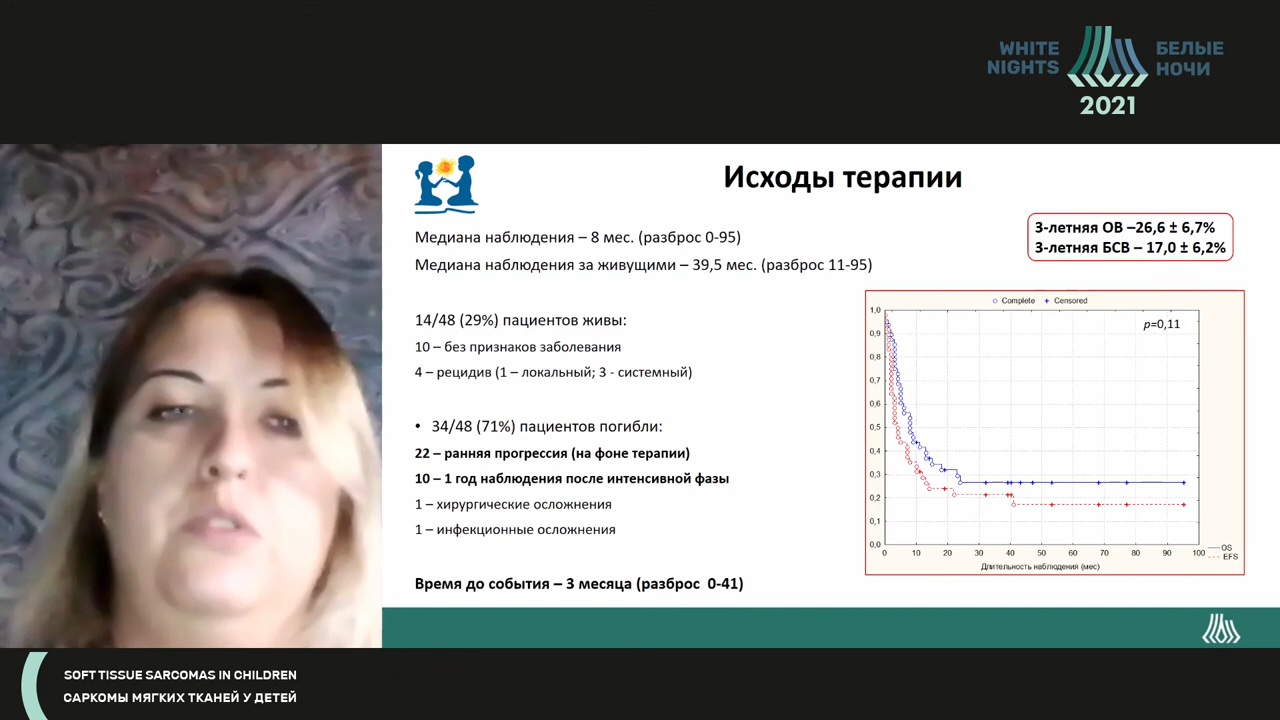 WHITE
NIGHTS
БЕЛЫЕ
НОЧИ
2021
Исходы терапии
3-летняя ОВ –26,6 ± 6,7%
3-летняя БСВ – 17,0 ± 6,2%
Медиана наблюдения – 8 мес. (разброс 0-95)
Медиана наблюдения за живущими – 39,5 мес. (разброс 11-95)
14/48 (29%) пациентов живы:
10 – без признаков заболевания
4 – рецидив (1 – локальный; 3 - системный)
• 34/48 (71%) пациентов погибли:
22 – ранняя прогрессия (на фоне терапии)
10 – 1 год наблюдения после интенсивной фазы
1 – хирургические осложнения
1 – инфекционные осложнения
Время до события – 3 месяца (разброс 0-41)
Complete Censored
p=0,11
1,0
0,9
0,8
0,7
0,6
0,5
0,4
0,3
0,2
0,1
0,0
0 10 20 30 40 50 60 70 80 90 100
Длительность наблюдения (мес)
OS
EFS
SOFT TISSUE SARCOMAS IN CHILDREN
САРКОМЫ МЯГКИХ ТКАНЕЙ У ДЕТЕЙ